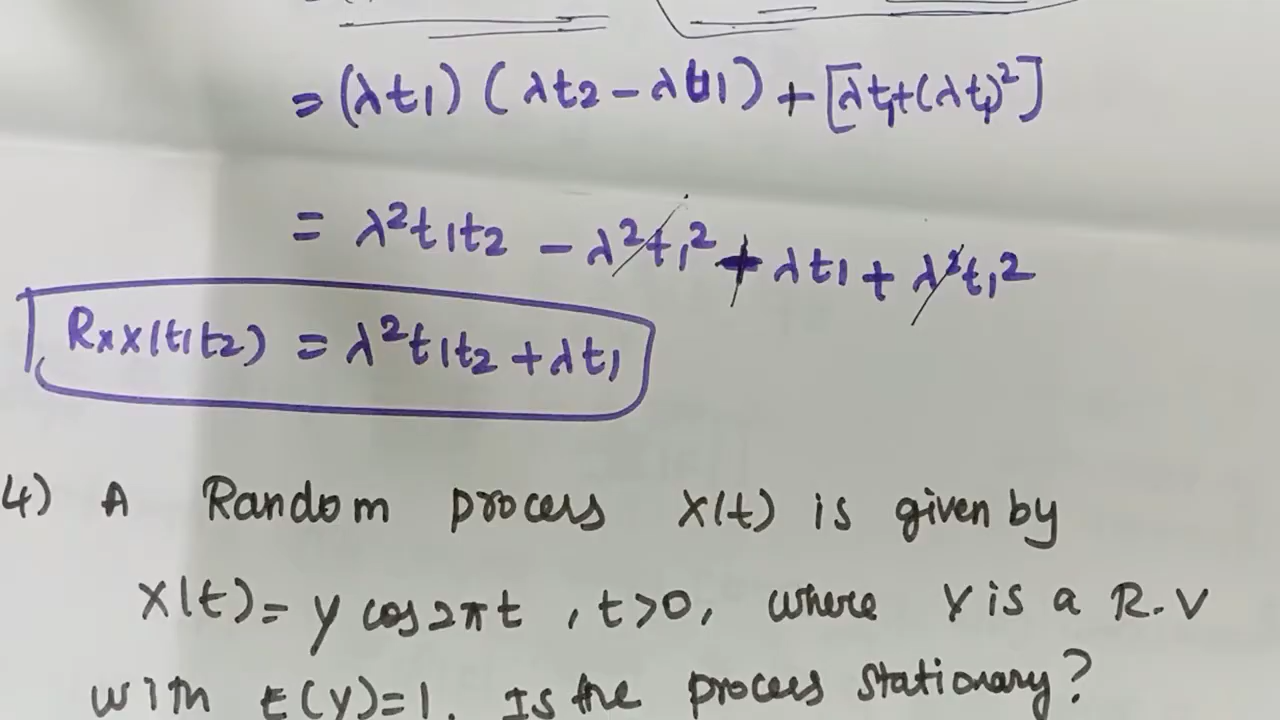 = (λt1) (λt2 - λt1) + [λt1+(λt1)²]
= λ²t1t2 - λ²t1² + λt1 + λ²t1²
Rxx(t1t2) = λ²t1t2 + λt1
4) A Random process X(t) is given by
X(t)= Y cos2πt , t>0, where Y is a R.V
with E(Y)=1. Is the process stationary?